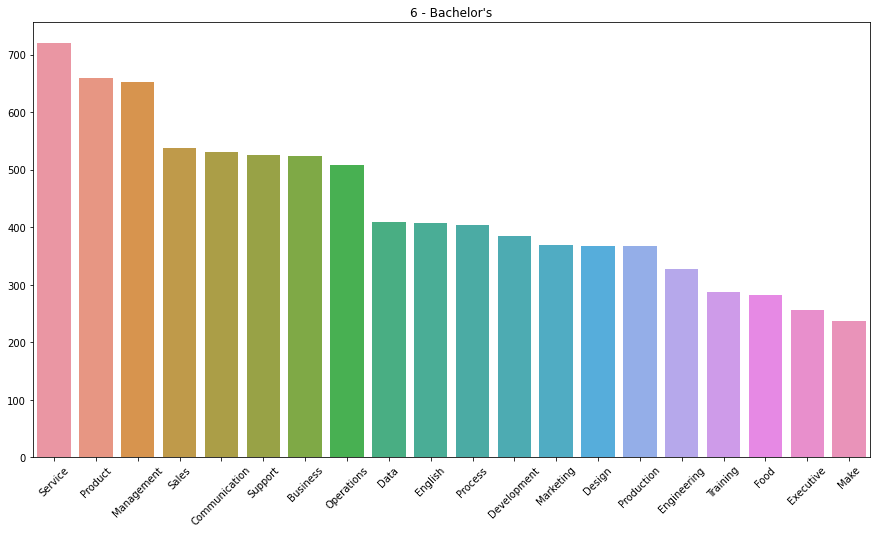 6 - Bachelor's
700
600
500
400
300
200
100
0
Service
Product
Management
Sales
Communication
Support
Business
Operations
Data
English
Process
Development
Marketing
Design
Production
Engineering
Training
Food
Executive
Make